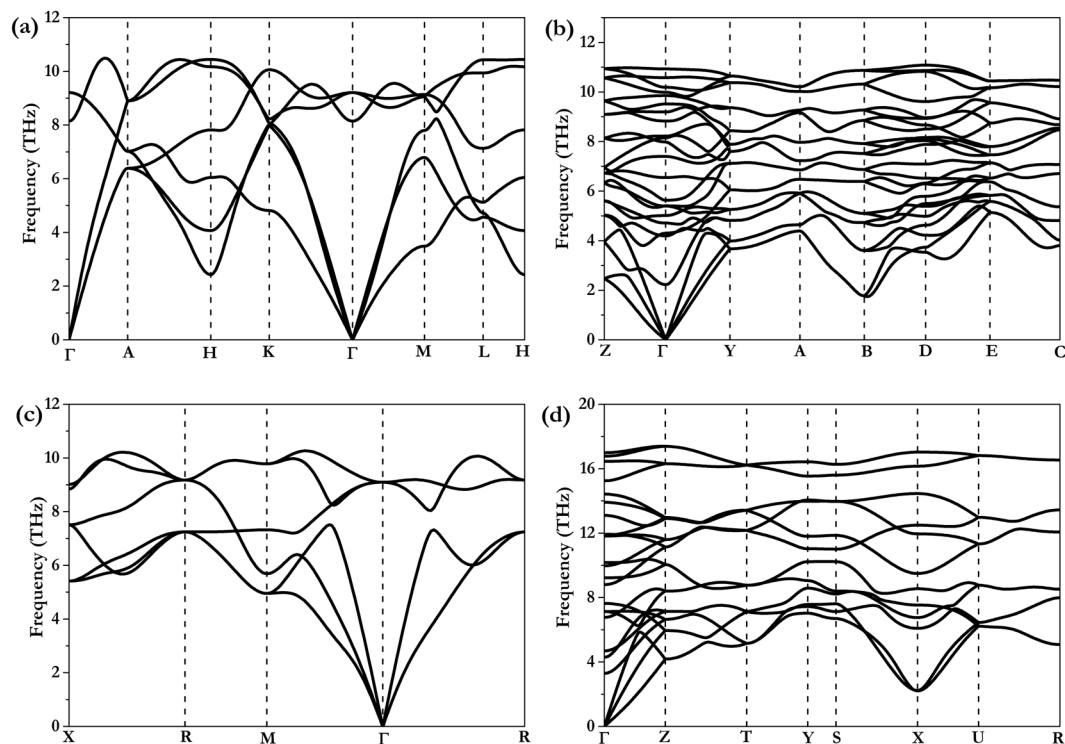 (a)
Frequency (THz)
12
10
8
6
4
2
0
Γ A H K Γ M L H
(b)
Frequency (THz)
12
10
8
6
4
2
0
Z Γ Y A B D E C
(c)
Frequency (THz)
12
10
8
6
4
2
0
X R M Γ R
(d)
Frequency (THz)
20
16
12
8
4
0
Γ Z T Y S X U R